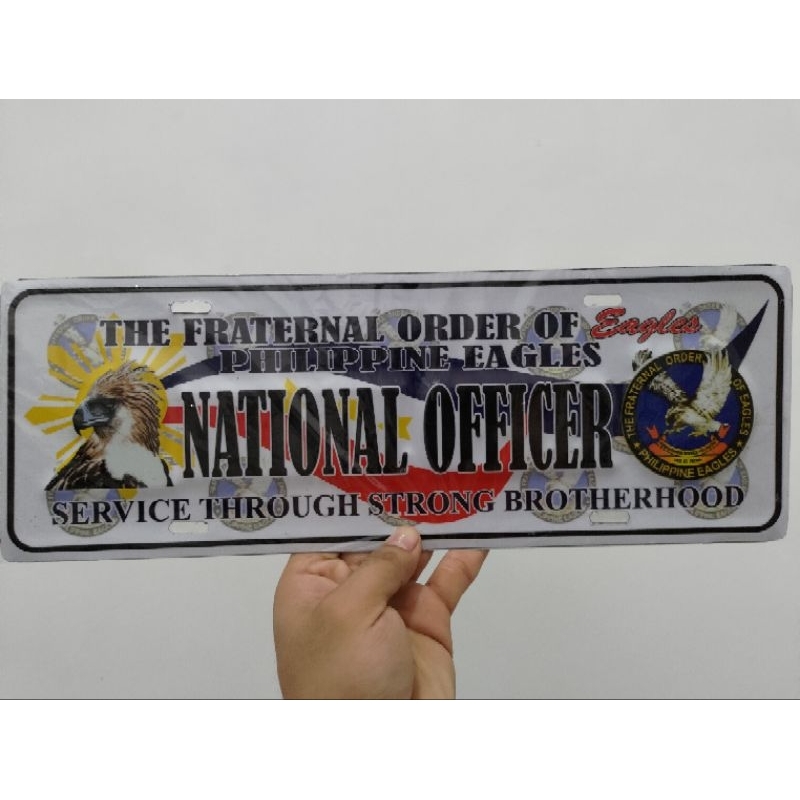 THE FRATERNAL ORDER OF Eagles
PHILIPPINE EAGLES
NATIONAL OFFICER
THE FRATERNAL ORDER OF EAGLES
★ PHILIPPINE EAGLES ★
SERVICE THROUGH STRONG BROTHERHOOD